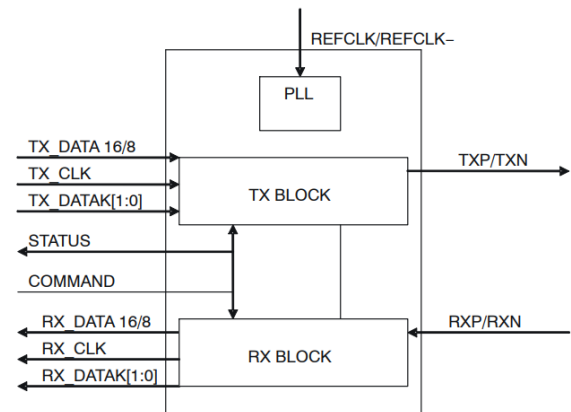 REFCLK/REFCLK−
PLL
TX_DATA 16/8
TXP/TXN
TX_CLK
TX BLOCK
TX_DATAK[1:0]
STATUS
COMMAND
RX_DATA 16/8
RXP/RXN
RX_CLK
RX BLOCK
RX_DATAK[1:0]